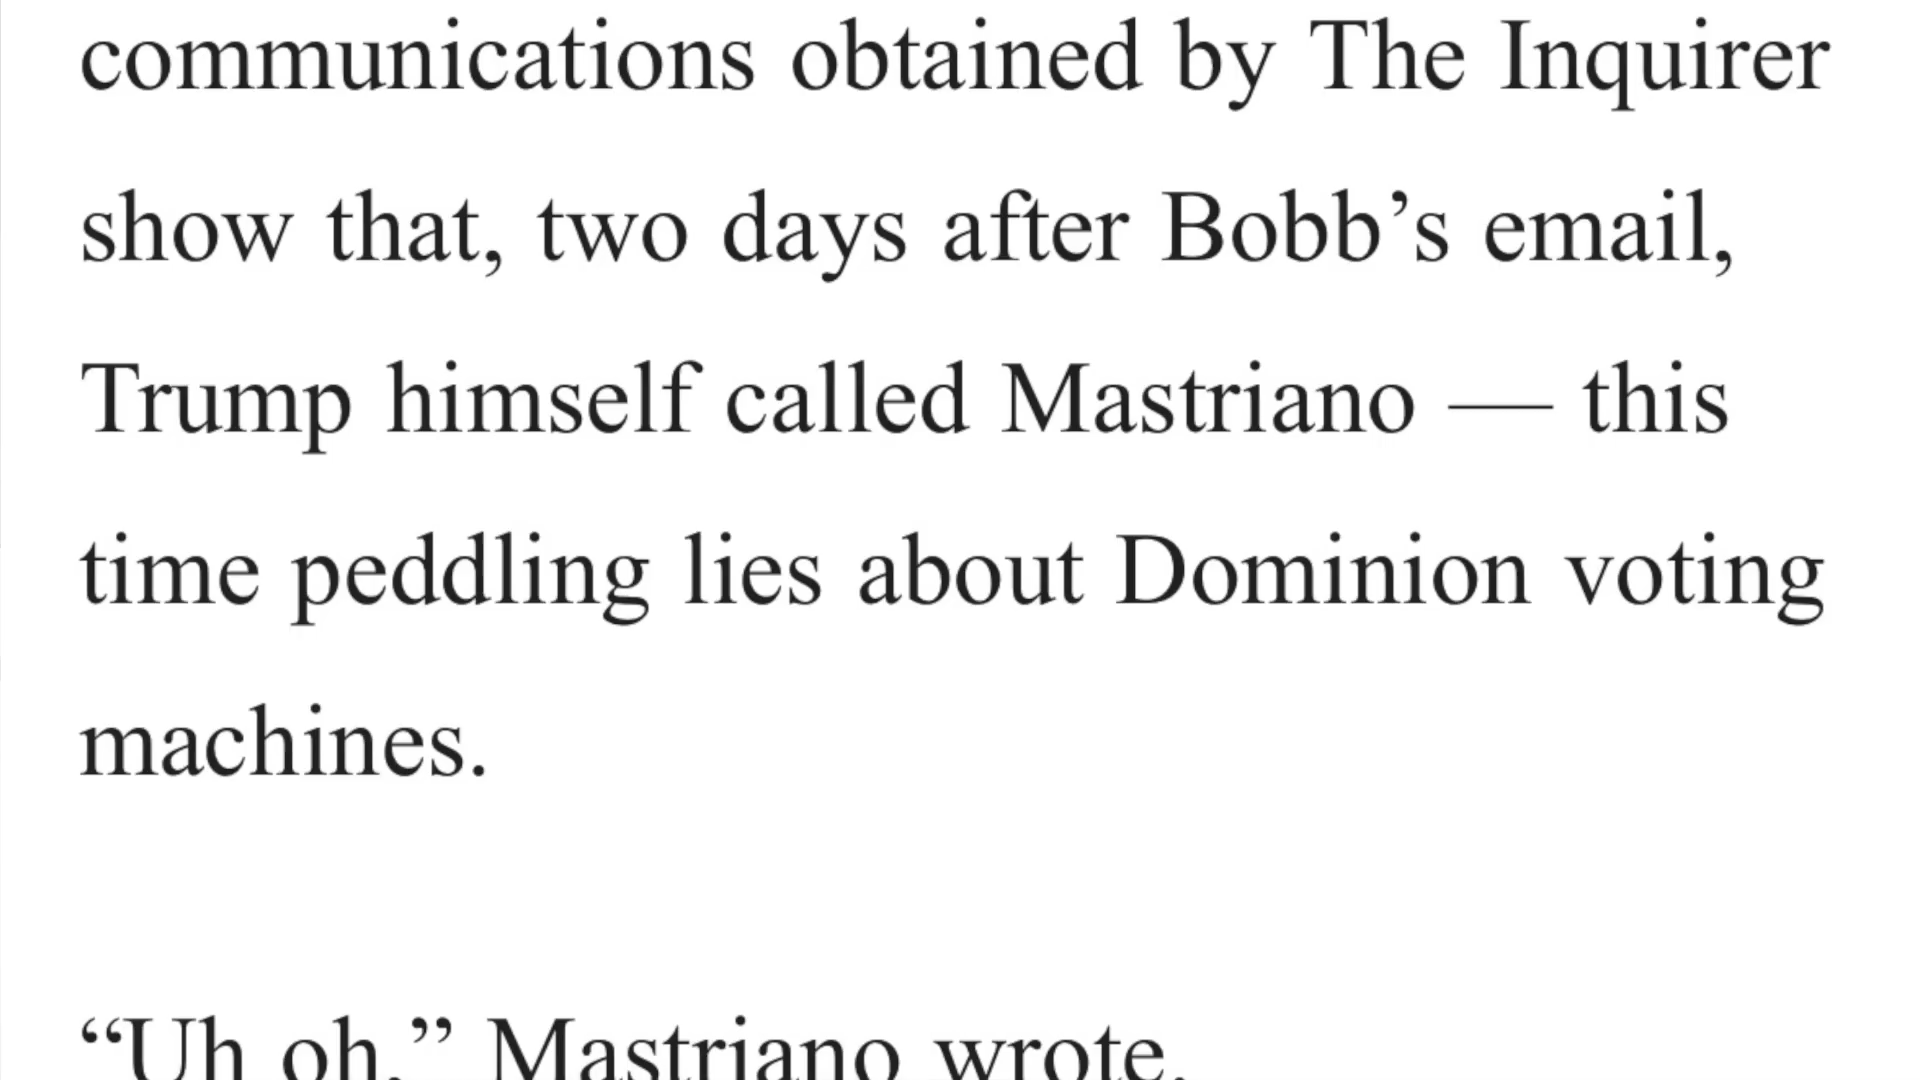 communications obtained by The Inquirer
show that, two days after Bobb’s email,
Trump himself called Mastriano — this
time peddling lies about Dominion voting
machines.
“Uh oh,” Mastriano wrote.